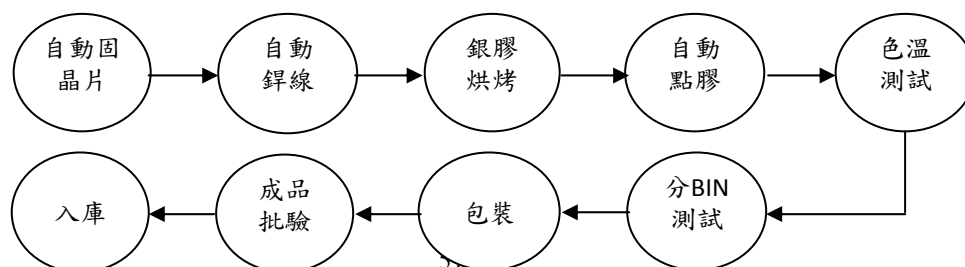 自動固
晶片
自動
銲線
銀膠
烘烤
自動
點膠
色溫
測試
分BIN
測試
包裝
成品
批驗
入庫